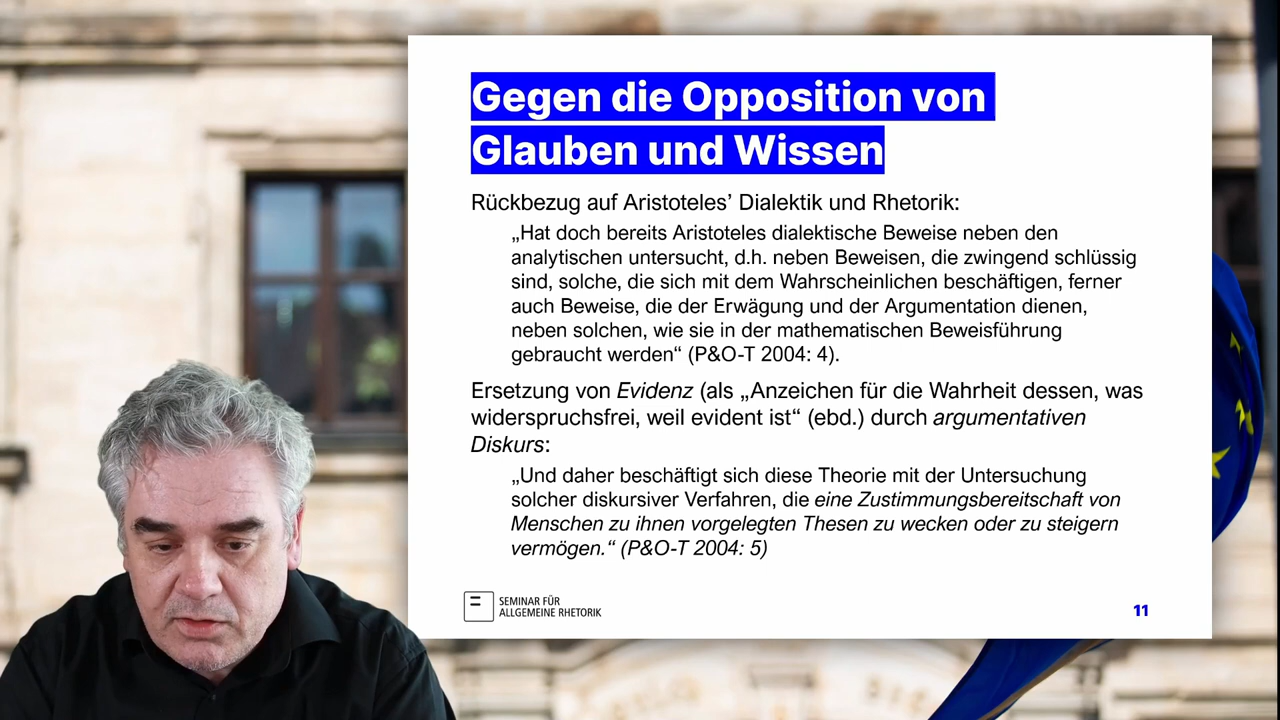 Gegen die Opposition von
Glauben und Wissen
Rückbezug auf Aristoteles’ Dialektik und Rhetorik:
„Hat doch bereits Aristoteles dialektische Beweise neben den
analytischen untersucht, d.h. neben Beweisen, die zwingend schlüssig
sind, solche, die sich mit dem Wahrscheinlichen beschäftigen, ferner
auch Beweise, die der Erwägung und der Argumentation dienen,
neben solchen, wie sie in der mathematischen Beweisführung
gebraucht werden“ (P&O-T 2004: 4).
Ersetzung von Evidenz (als „Anzeichen für die Wahrheit dessen, was
widerspruchsfrei, weil evident ist“ (ebd.) durch argumentativen
Diskurs:
„Und daher beschäftigt sich diese Theorie mit der Untersuchung
solcher diskursiver Verfahren, die eine Zustimmungsbereitschaft von
Menschen zu ihnen vorgelegten Thesen zu wecken oder zu steigern
vermögen.“ (P&O-T 2004: 5)
SEMINAR FÜR
ALLGEMEINE RHETORIK
11